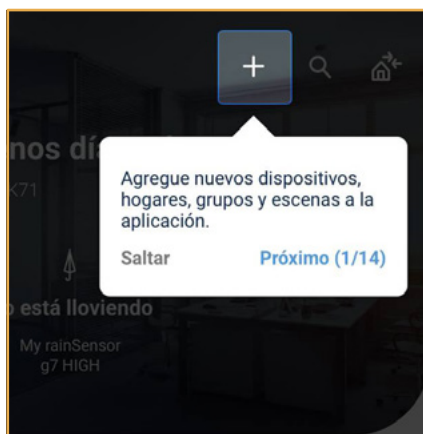 nos día
K71
Agregue nuevos dispositivos,
hogares, grupos y escenas a la
aplicación.
Saltar Próximo (1/14)
o está lloviendo
My rainSensor
g7 HIGH